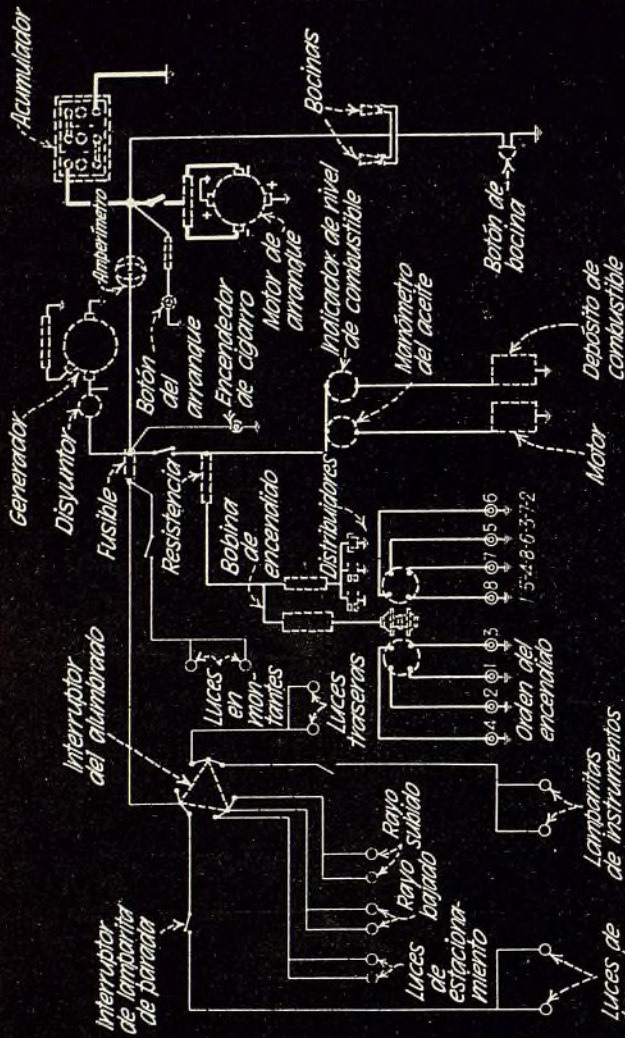 Acumulador
Generador
Amperímetro
Disyuntor
Fusible
Botón
del
arranque
Encendedor
de cigarro
Motor de
arranque
Bocinas
Botón de
bocina
Interruptor
del alumbrado
Resistencia
Bobina
de
encendido
Distribuidores
Indicador de nivel
de combustible
Manómetro
del aceite
Depósito de
combustible
Motor
Interruptor
de lamparita
de parada
Luces
en
mon-
tantes
Luces
traseras
Rayo
subido
Rayo
bajado
Luces
de
estaciona-
miento
4 2 1 3 8 7 5 6
Orden del
encendido
1-5-4-8-6-3-7-2
Lamparitas
de instrumentos
Luces de